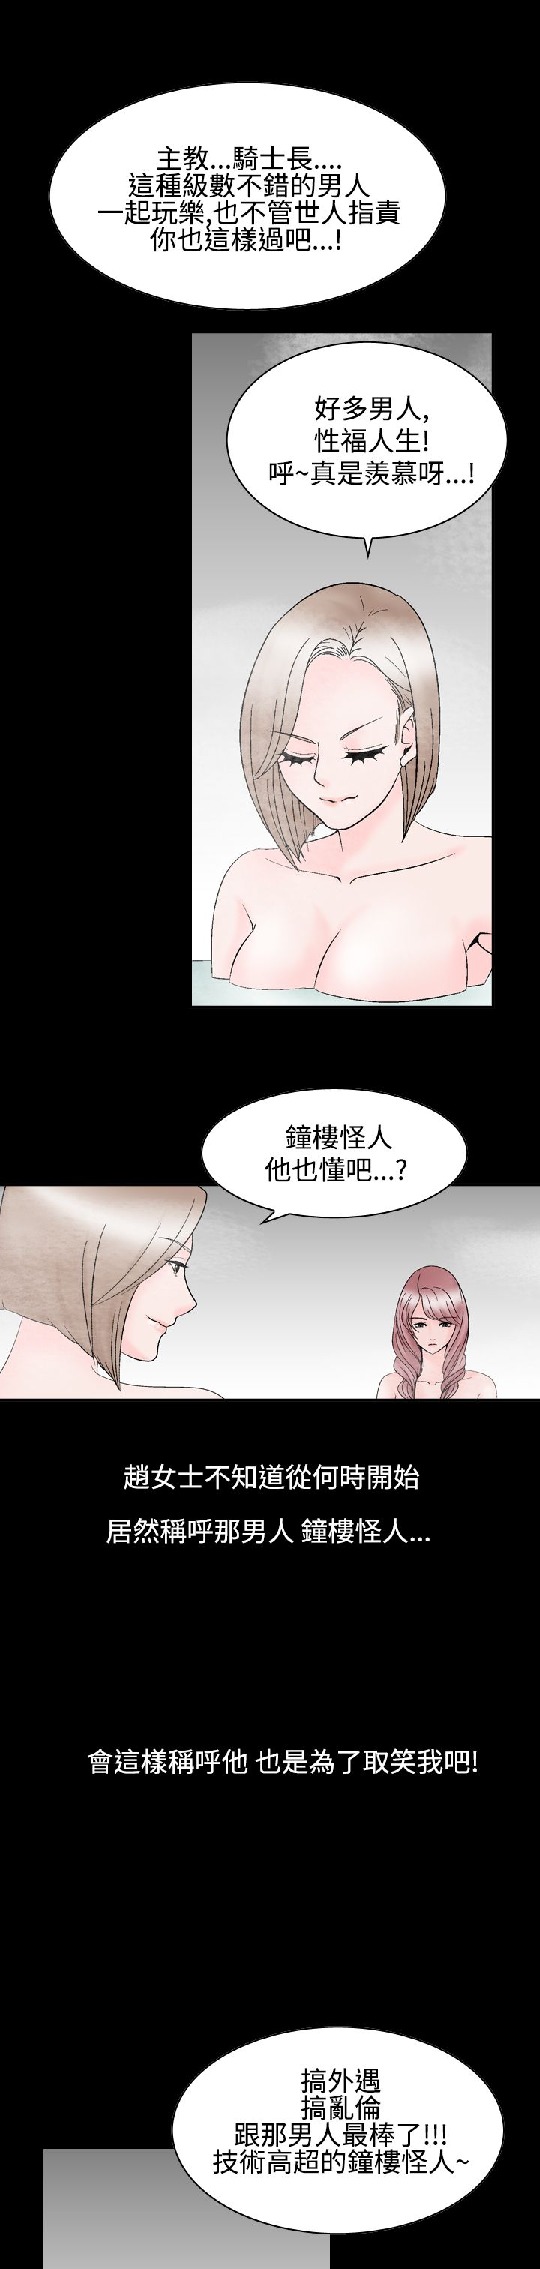 主教...騎士長....
這種級數不錯的男人
一起玩樂,也不管世人指責
你也這樣過吧...!
好多男人,
性福人生!
呼~真是羨慕呀...!
鐘樓怪人
他也懂吧...?
趙女士不知道從何時開始
居然稱呼那男人 鐘樓怪人...
會這樣稱呼他 也是為了取笑我吧!
搞外遇
搞亂倫
跟那男人最棒了!!!
技術高超的鐘樓怪人~